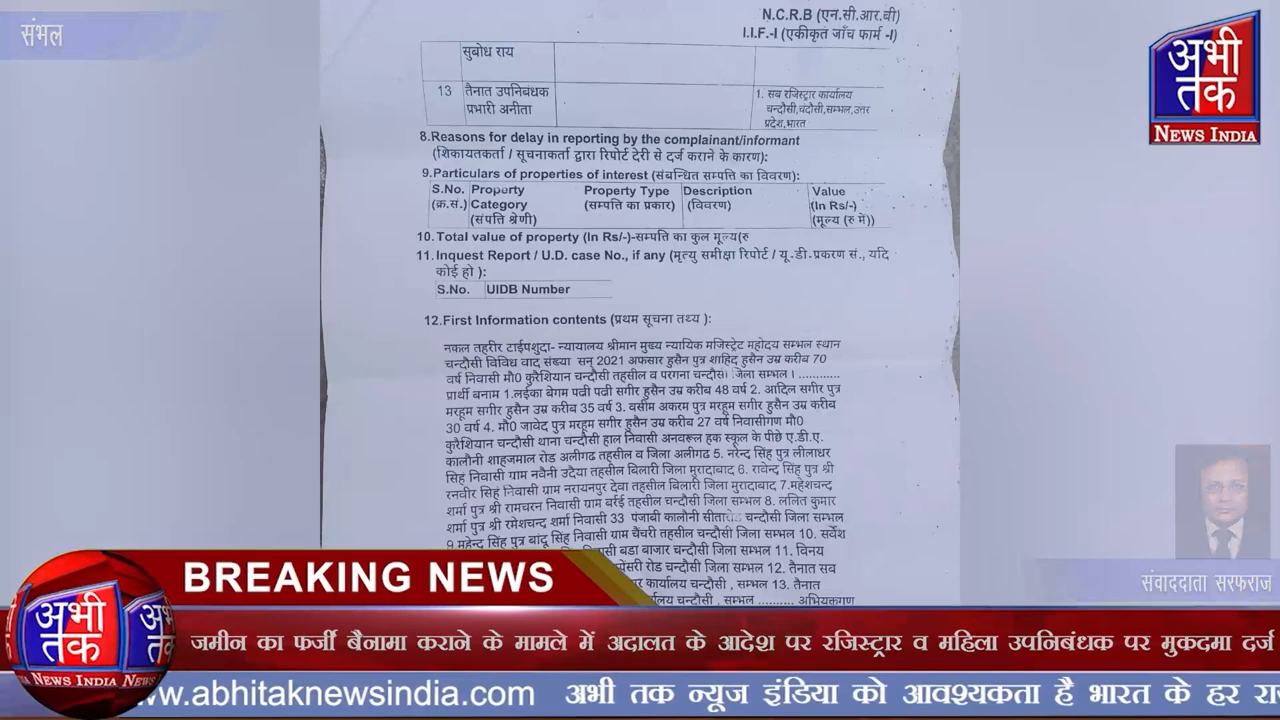 संभल
N.C.R.B (एन.सी.आर.बी)
I.I.F.-I (एकीकृत जाँच फार्म -I)
सुबोध राय
13 तैनात उपनिबंधक प्रभारी अनीता
1. सब रजिस्ट्रार कार्यालय चन्दौसी,चंदौसी,सम्भल,उत्तर प्रदेश,भारत
अभी
तक
NEWS INDIA
8.Reasons for delay in reporting by the complainant/informant
(शिकायतकर्ता / सूचनाकर्ता द्वारा रिपोर्ट देरी से दर्ज कराने के कारण):
9.Particulars of properties of interest (संबन्धित सम्पत्ति का विवरण):
S.No. Property Property Type Description Value
(क्र.सं.) Category (सम्पत्ति का प्रकार) (विवरण) (In Rs/-)
(संपत्ति श्रेणी) (मूल्य (रु में))
10. Total value of property (In Rs/-)-सम्पत्ति का कुल मूल्य(रु
11. Inquest Report / U.D. case No., if any (मृत्यु समीक्षा रिपोर्ट / यू-डी-प्रकरण सं., यदि
कोई हो ):
S.No. UIDB Number
12.First Information contents (प्रथम सूचना तथ्य ):
नकल तहरीर टाईपशुदा- न्यायालय श्रीमान मुख्य न्यायिक मजिस्ट्रेट महोदय सम्भल स्थान
चन्दौसी विविध वाद संख्या सन् 2021 अफसार हुसैन पुत्र शाहिद हुसैन उम्र करीब 70
वर्ष निवासी मौ0 कुरैशियान चन्दौसी तहसील व परगना चन्दौसी जिला सम्भल । ...........
प्रार्थी बनाम 1.लईका बेगम पत्नी पत्नी सगीर हुसैन उम्र करीब 48 वर्ष 2. आदिल सगीर पुत्र
मरहूम सगीर हुसैन उम्र करीब 35 वर्ष 3. वसीम अकरम पुत्र मरहूम सगीर हुसैन उम्र करीब
30 वर्ष 4. मौ0 जावेद पुत्र मरहूम सगीर हुसैन उम्र करीब 27 वर्ष निवासीगण मौ0
कुरैशियान चन्दौसी थाना चन्दौसी हाल निवासी अनवरूल हक स्कूल के पीछे ए.डी.ए.
कालौनी शाहजमाल रोड अलीगढ तहसील व जिला अलीगढ 5. नरेन्द सिंह पुत्र लीलाधर
सिहं निवासी ग्राम नवैनी उदैया तहसील बिलारी जिला मुरादाबाद 6. रावेन्द सिंह पुत्र श्री
रनवीर सिहं निवासी ग्राम नरायनपुर देवा तहसील बिलारी जिला मुरादाबाद 7.महेशचन्द
शर्मा पुत्र श्री रामचरन निवासी ग्राम बर्रई तहसील चन्दौसी जिला सम्भल 8. ललित कुमार
शर्मा पुत्र श्री रमेशचन्द शर्मा निवासी 33 पंजाबी कालौनी चन्दौसी जिला सम्भल
9.महेन्द सिंह पुत्र बांदू सिंह निवासी ग्राम चैंचरी तहसील चन्दौसी जिला सम्भल 10. सर्वेश
बडा बाजार चन्दौसी जिला सम्भल 11. विनय
रोड चन्दौसी जिला सम्भल 12. तैनात सब
कार्यालय चन्दौसी , सम्भल 13. तैनात
चन्दौसी , सम्भल .......... अभियक्तगण
संवाददाता सरफराज
BREAKING NEWS
अभी
तक
NEWS INDIA
जमीन का फर्जी बैनामा कराने के मामले में अदालत के आदेश पर रजिस्ट्रार व महिला उपनिबंधक पर मुकदमा दर्ज
www.abhitaknewsindia.com अभी तक न्यूज इंडिया को आवश्यकता है भारत के हर